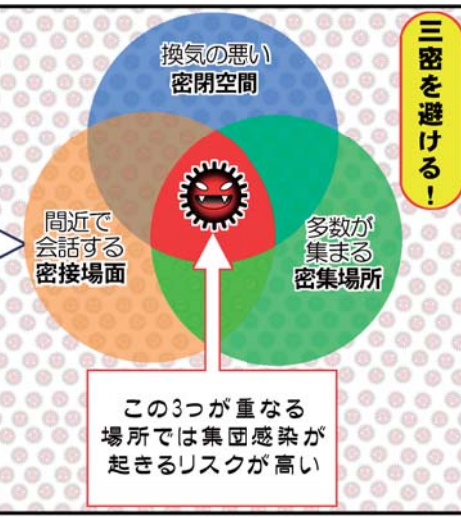 三密を避ける！
換気の悪い
密閉空間
間近で
会話する
密接場面
多数が
集まる
密集場所
この3つが重なる
場所では集団感染が
起きるリスクが高い